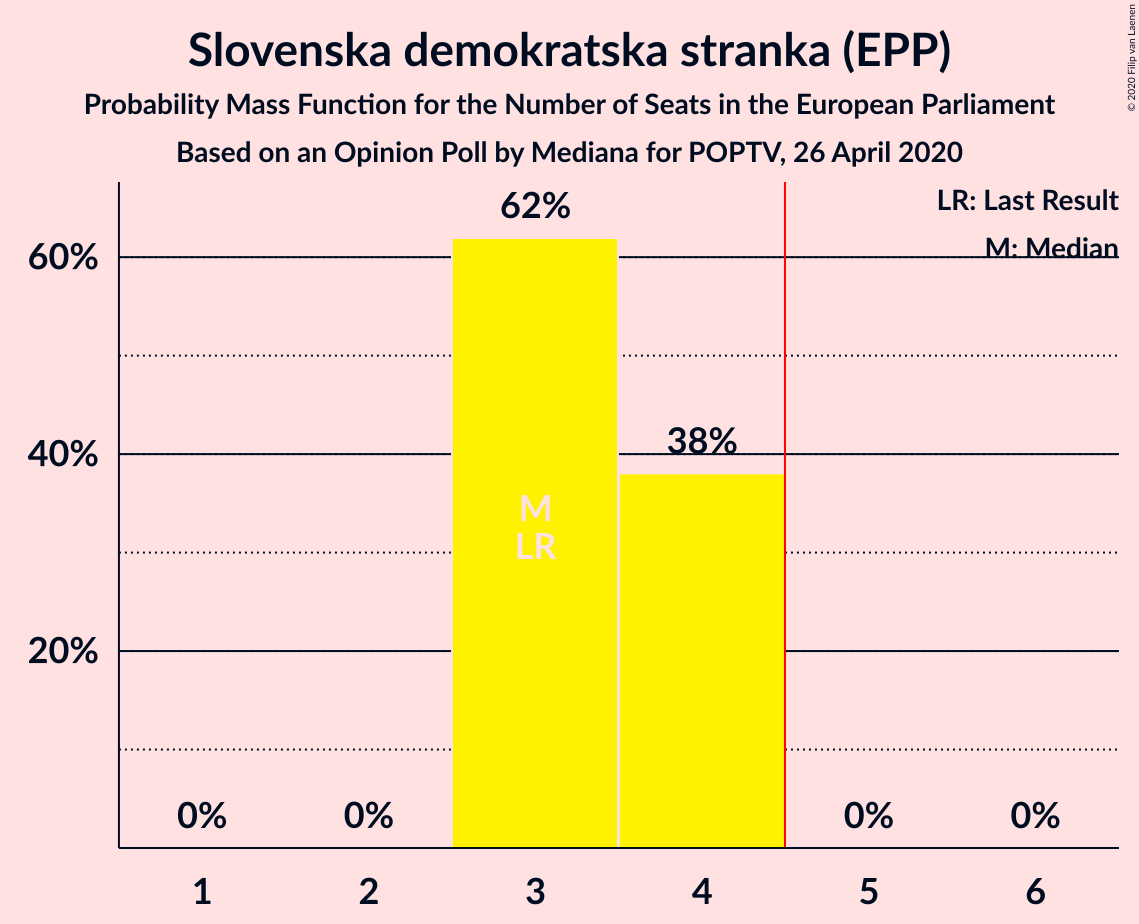 Slovenska demokratska stranka (EPP)
Probability Mass Function for the Number of Seats in the European Parliament
Based on an Opinion Poll by Mediana for POPTV, 26 April 2020
© 2020 Filip van Laenen
LR: Last Result
M: Median
62%
60%
38%
40%
M
LR
20%
0% 0% 0% 0%
1 2 3 4 5 6